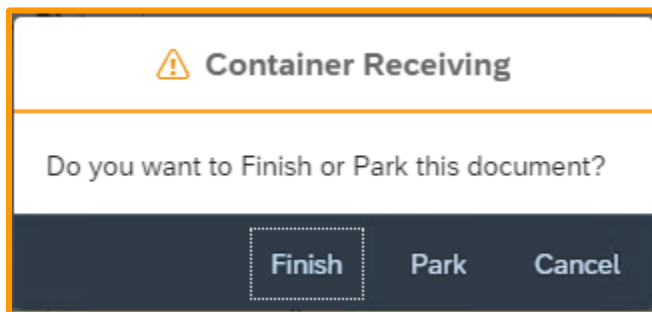 Container Receiving
Do you want to Finish or Park this document?
Finish Park Cancel